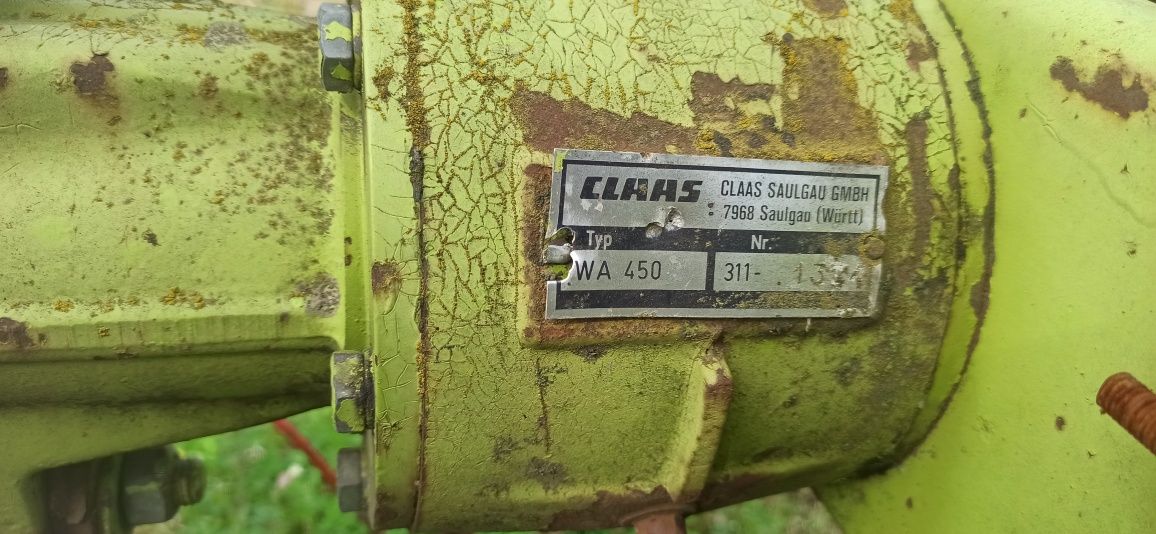 CLAAS CLAAS SAULGAU GMBH
7968 Saulgau (Württ)
Typ Nr.
WA 450 311-